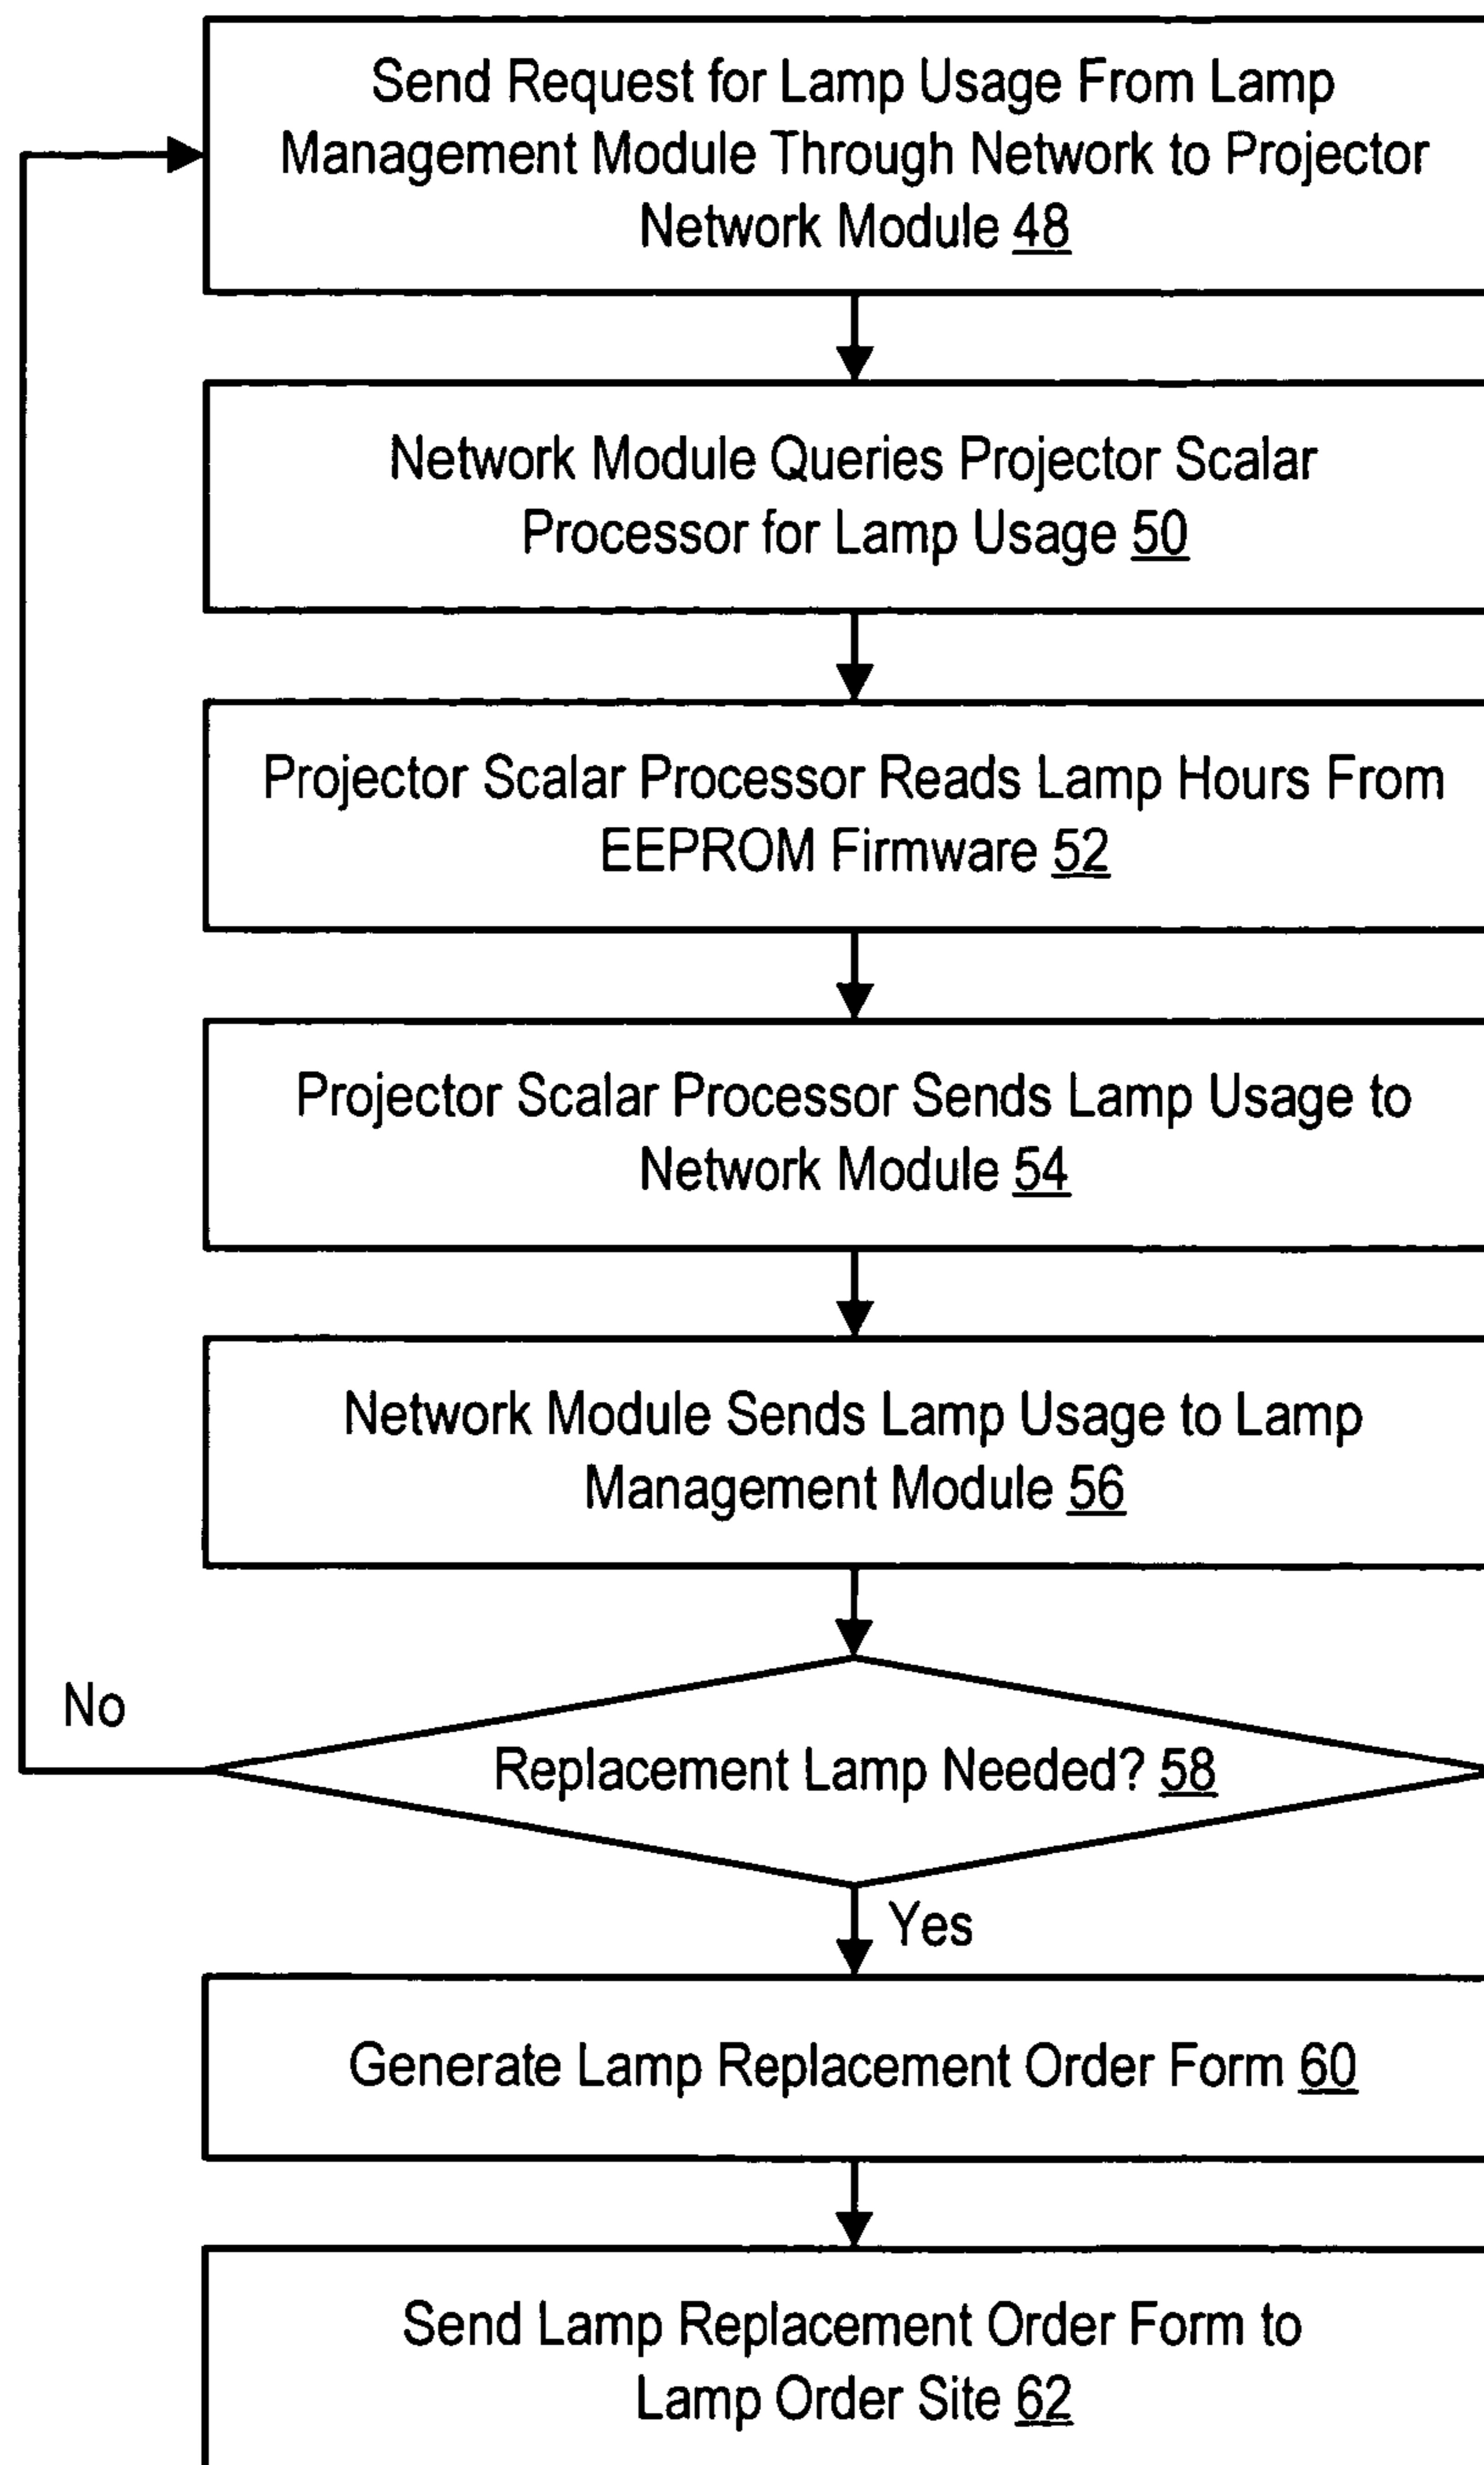 Send Request for Lamp Usage From Lamp
Management Module Through Network to Projector
Network Module 48
Network Module Queries Projector Scalar
Processor for Lamp Usage 50
Projector Scalar Processor Reads Lamp Hours From
EEPROM Firmware 52
Projector Scalar Processor Sends Lamp Usage to
Network Module 54
Network Module Sends Lamp Usage to Lamp
Management Module 56
No
Replacement Lamp Needed? 58
Yes
Generate Lamp Replacement Order Form 60
Send Lamp Replacement Order Form to
Lamp Order Site 62